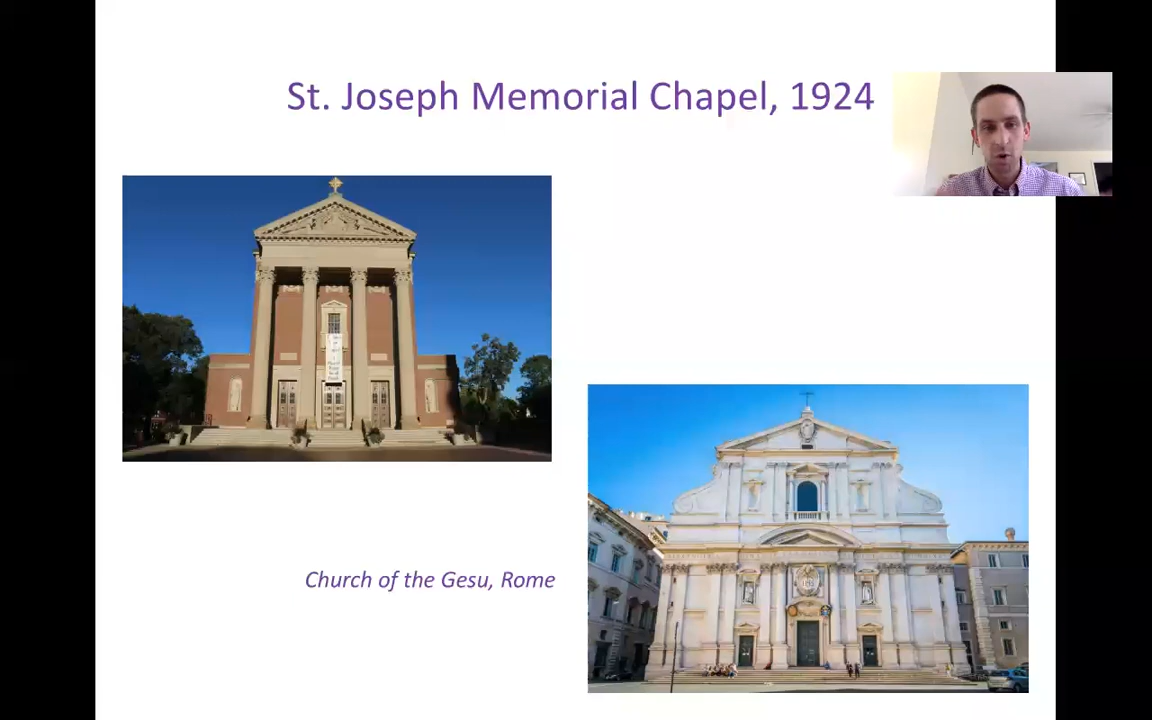 St. Joseph Memorial Chapel, 1924
Church of the Gesu, Rome